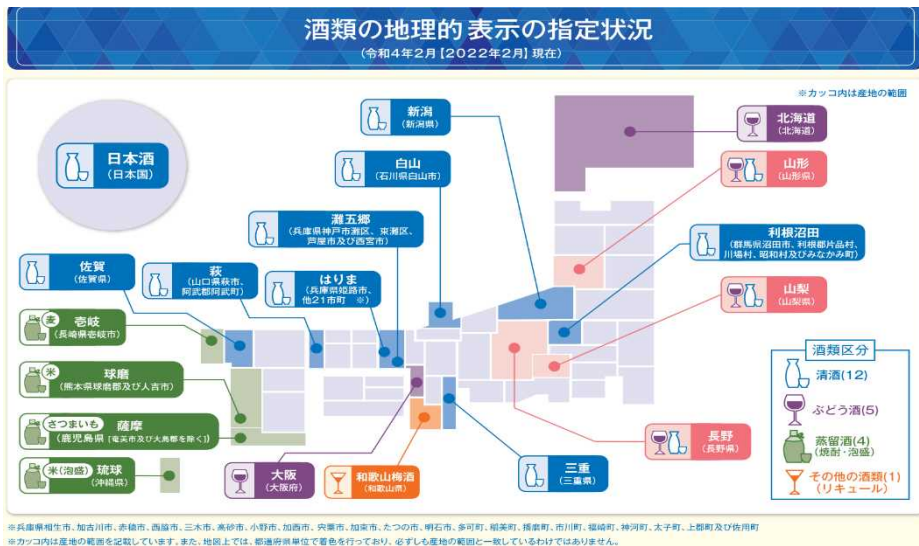 酒類の地理的表示の指定状況
(令和4年2月【2022年2月】現在)
※カッコ内は産地の範囲
日本酒
(日本国)
新潟
(新潟県)
北海道
(北海道)
白山
(石川県白山市)
山形
(山形県)
灘五郷
(兵庫県神戸市灘区、東灘区、
芦屋市及び西宮市)
利根沼田
(群馬県沼田市、利根郡片品村、
川場村、昭和村及びみなかみ町)
佐賀
(佐賀県)
萩
(山口県萩市、
阿武郡阿武町)
はりま
(兵庫県姫路市、
他21市町 ※)
山梨
(山梨県)
麦
壱岐
(長崎県壱岐市)
米
球磨
(熊本県球磨郡及び人吉市)
さつまいも
薩摩
(鹿児島県[奄美市及び大島郡を除く])
米(泡盛)
琉球
(沖縄県)
大阪
(大阪府)
和歌山梅酒
(和歌山県)
三重
(三重県)
長野
(長野県)
酒類区分
清酒(12)
ぶどう酒(5)
蒸留酒(4)
(焼酎・泡盛)
その他の酒類(1)
(リキュール)
※兵庫県相生市、加古川市、赤穂市、西脇市、三木市、高砂市、小野市、加西市、宍粟市、加東市、たつの市、明石市、多可町、稲美町、播磨町、市川町、福崎町、神河町、太子町、上郡町及び佐用町
※カッコ内は産地の範囲を記載しています。また、地図上では、都道府県単位で着色を行っており、必ずしも産地の範囲と一致しているわけではありません。